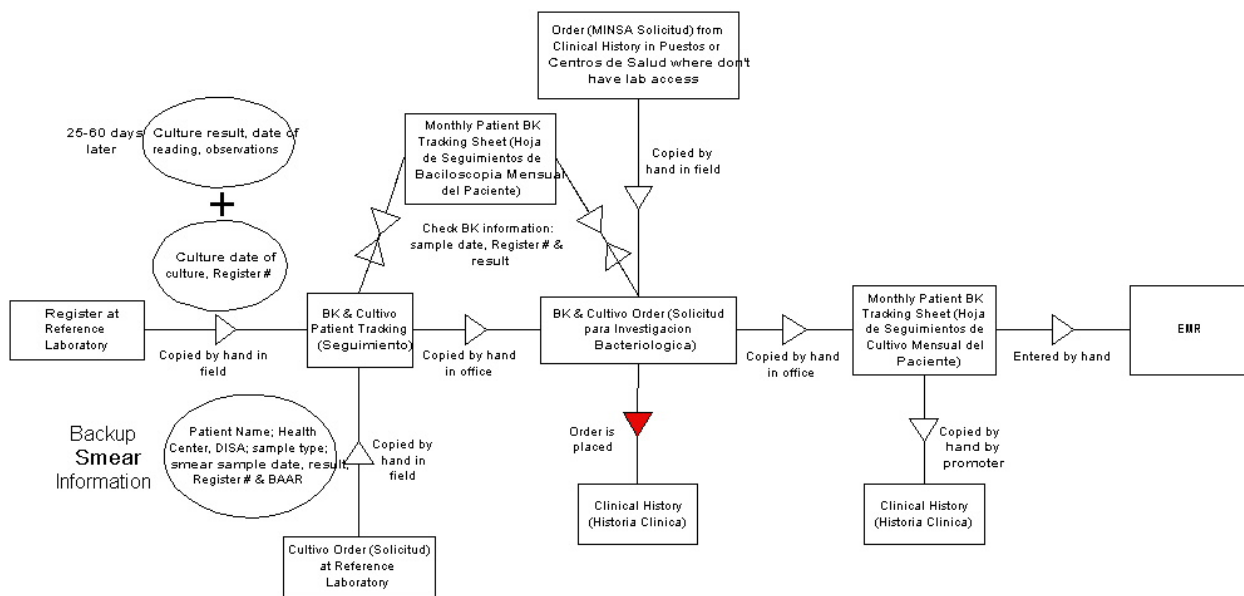 Order (MINSA Solicitud) from
Clinical History in Puestos or
Centros de Salud where don't
have lab access
25-60 days
later
Culture result, date of
reading, observations
+
Culture date of
culture, Register #
Monthly Patient BK
Tracking Sheet (Hoja
de Seguimientos de
Baciloscopia Mensual
del Paciente)
Copied by
hand in field
Check BK information:
sample date, Register # &
result
Register at
Reference
Laboratory
Copied by hand in
field
BK & Cultivo
Patient Tracking
(Seguimiento)
Copied by hand
in office
BK & Cultivo Order (Solicitud
para Investigacion
Bacteriologica)
Copied by hand
in office
Monthly Patient BK
Tracking Sheet (Hoja
de Seguimientos de
Cultivo Mensual del
Paciente)
Entered by hand
EMR
Backup
Smear
Information
Patient Name; Health
Center, DISA; sample type;
smear sample date, result,
Register # & BAAR
Copied by
hand in
field
Order is
placed
Copied by
hand by
promoter
Clinical History
(Historia Clinica)
Clinical History
(Historia Clinica)
Cultivo Order (Solicitud)
at Reference
Laboratory